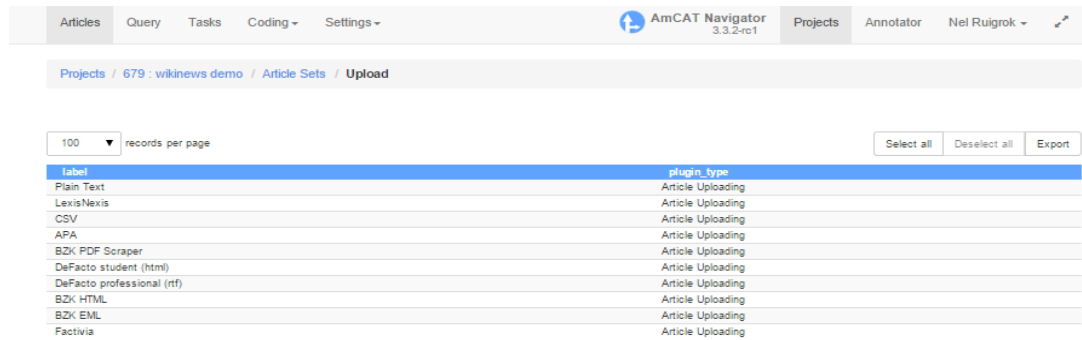 Articles Query Tasks Coding Settings AmCAT Navigator Projects Annotator Nel Ruigrok
3.3.2-rc1
Projects / 679 : wikinews demo / Article Sets / Upload
100 records per page Select all Deselect all Export
label plugin_type
Plain Text Article Uploading
LexisNexis Article Uploading
CSV Article Uploading
APA Article Uploading
BZK PDF Scraper Article Uploading
DeFacto student (html) Article Uploading
DeFacto professional (rtf) Article Uploading
BZK HTML Article Uploading
BZK EML Article Uploading
Factivia Article Uploading